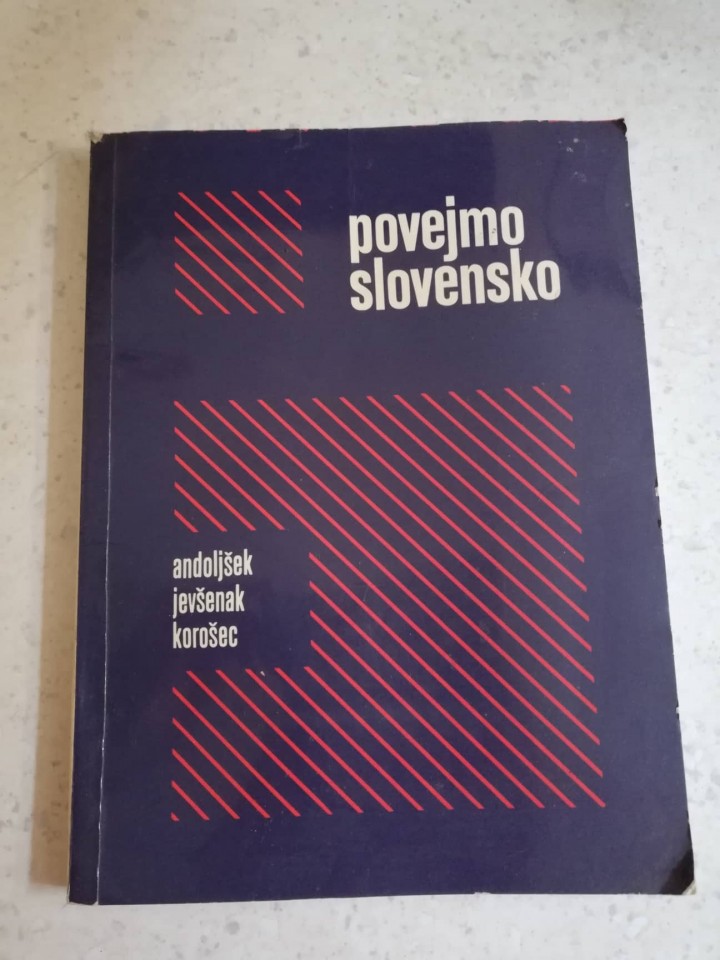 povejmo
slovensko
andoljšek
jevšenak
korošec